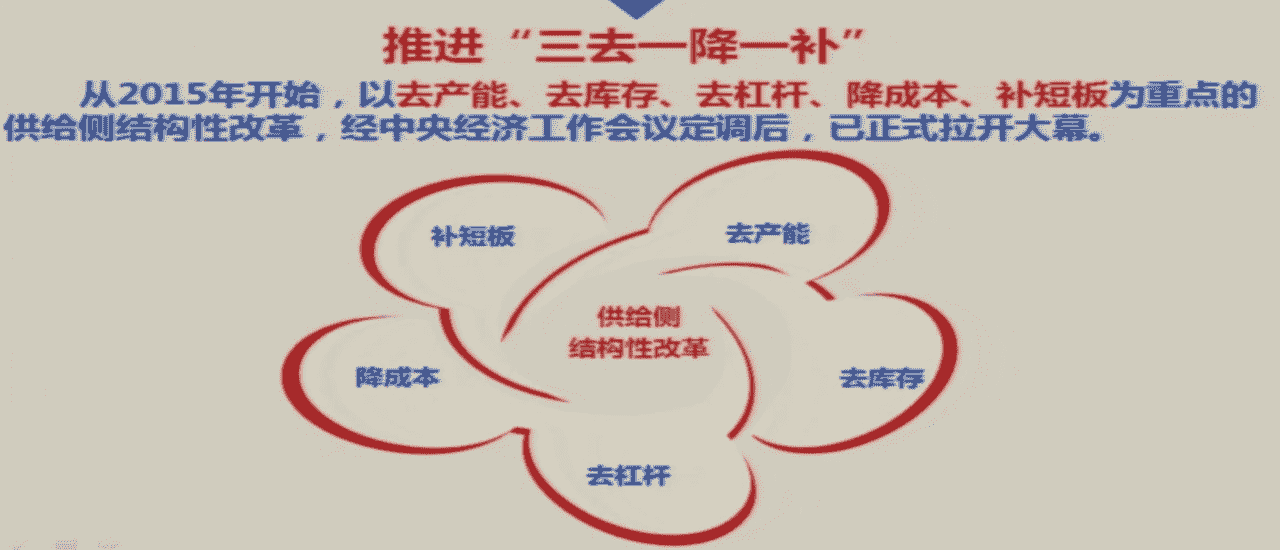 推进“三去一降一补”
从2015年开始，以去产能、去库存、去杠杆、降成本、补短板为重点的
供给侧结构性改革，经中央经济工作会议定调后，已正式拉开大幕。
补短板
去产能
供给侧
结构性改革
降成本
去库存
去杠杆